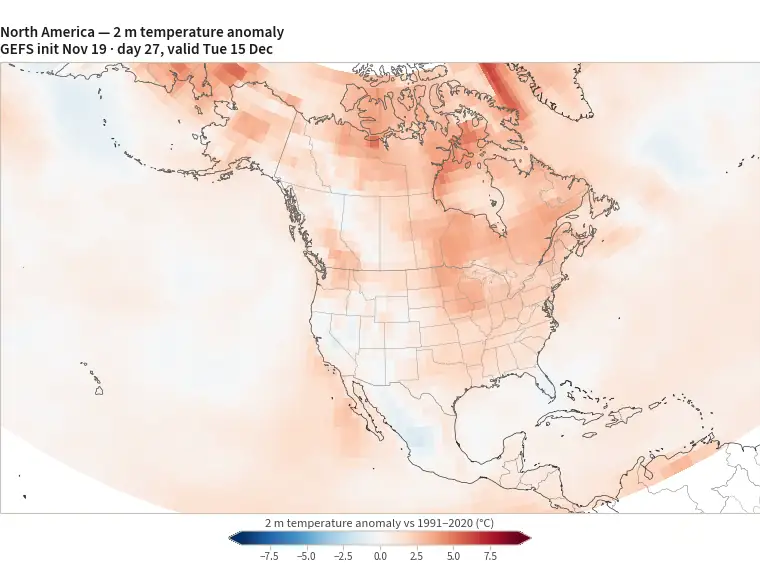 North America — 2 m temperature anomaly
GEFS init Nov 19 · day 27, valid Tue 15 Dec
2 m temperature anomaly vs 1991–2020 (°C)
−7.5 −5.0 −2.5 0.0 2.5 5.0 7.5